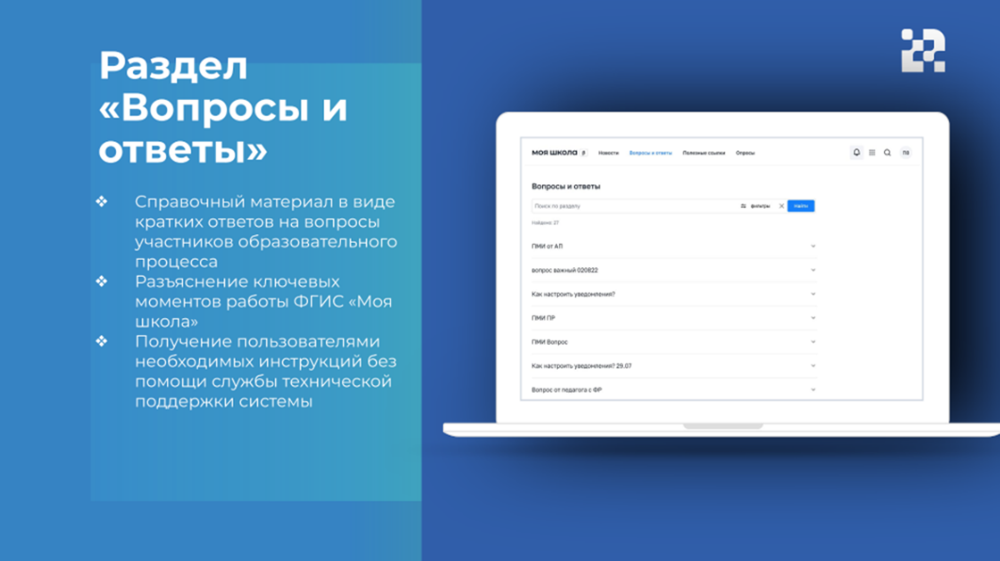 Раздел
«Вопросы и
ответы»
❖ Справочный материал в виде
кратких ответов на вопросы
участников образовательного
процесса
❖ Разъяснение ключевых
моментов работы ФГИС «Моя
школа»
❖ Получение пользователями
необходимых инструкций без
помощи службы технической
поддержки системы
МОЯ ШКОЛА β Новости Вопросы и ответы Полезные ссылки Опросы ПВ
Вопросы и ответы
Поиск по разделу фильтры Найти
Найдено: 27
ПМИ от АП
вопрос важный 020822
Как настроить уведомления?
ПМИ ПР
ПМИ Вопрос
Как настроить уведомления? 29.07
Вопрос от педагога с ФР